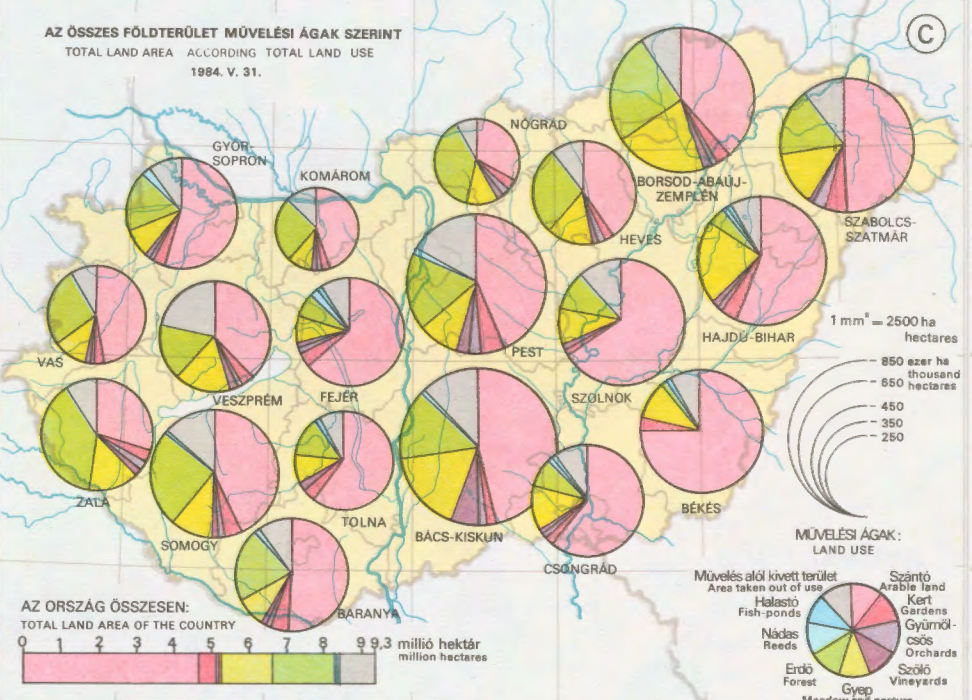 AZ ÖSSZES FÖLDTERÜLET MŰVELÉSI ÁGAK SZERINT
TOTAL LAND AREA ACCORDING TOTAL LAND USE
1984. V. 31.
C
GYŐR-
SOPRON
KOMÁROM
NÓGRÁD
HEVES
BORSOD-ABAÚJ-
ZEMPLÉN
SZABOLCS-
SZATMÁR
HAJDÚ-BIHAR
VAS
VESZPRÉM
FEJÉR
PEST
SZOLNOK
ZALA
SOMOGY
TOLNA
BÁCS-KISKUN
CSONGRÁD
BÉKÉS
BARANYA
1 mm² = 2500 ha
hectares
850 ezer ha
thousand
650 hectares
450
350
250
MŰVELÉSI ÁGAK:
LAND USE
Művelés alól kivett terület
Area taken out of use
Halastó
Fish-ponds
Nádas
Reeds
Erdő
Forest
Gyep
Szántó
Arable land
Kert
Gardens
Gyümöl-
csös
Orchards
Szőlő
Vineyards
AZ ORSZÁG ÖSSZESEN:
TOTAL LAND AREA OF THE COUNTRY
0 1 2 3 4 5 6 7 8 9 9,3 millió hektár
million hectares